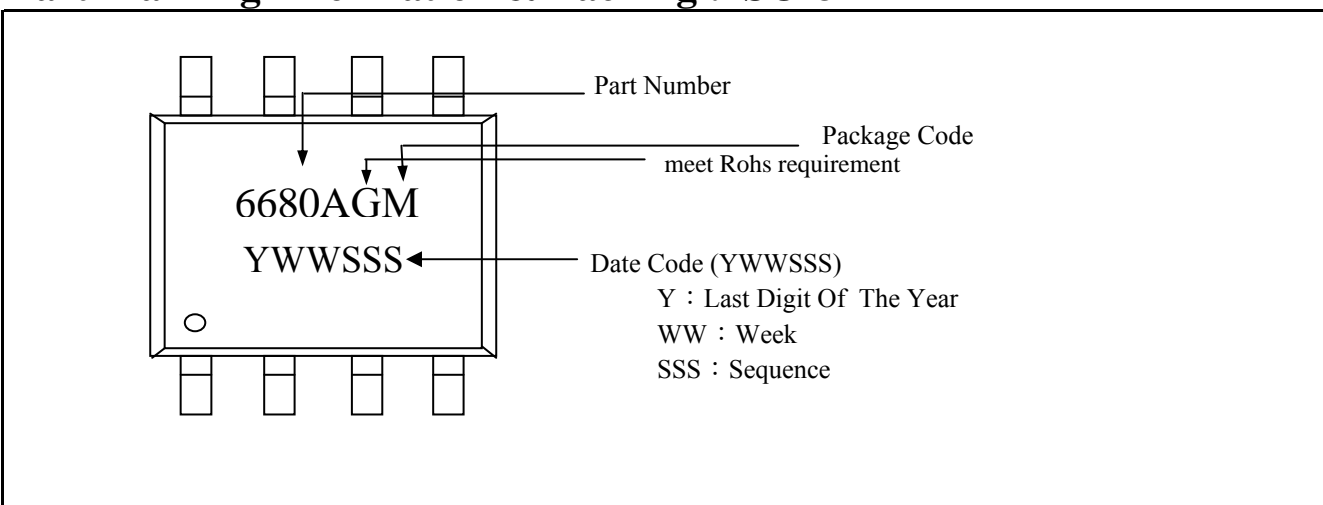 Part Number
Package Code
meet Rohs requirement
6680AGM
YWWSSS
Date Code (YWWSSS)
Y：Last Digit Of The Year
WW：Week
SSS：Sequence